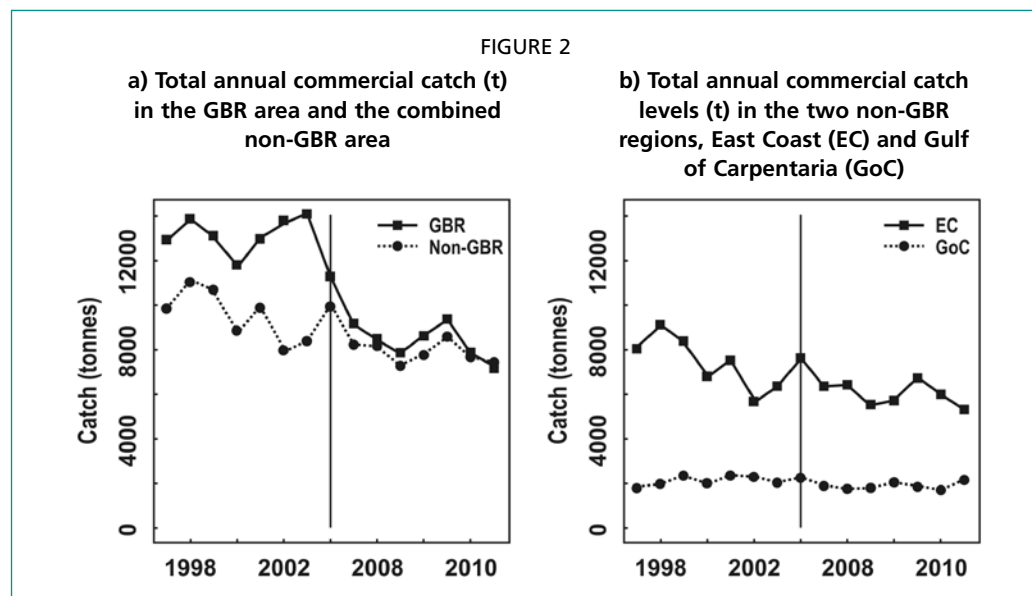 FIGURE 2
a) Total annual commercial catch (t)
in the GBR area and the combined
non-GBR area
b) Total annual commercial catch
levels (t) in the two non-GBR
regions, East Coast (EC) and Gulf
of Carpentaria (GoC)
GBR
Non-GBR
Catch (tonnes)
12000
8000
4000
0
1998 2002 2008 2010
EC
GoC
Catch (tonnes)
12000
8000
4000
0
1998 2002 2008 2010